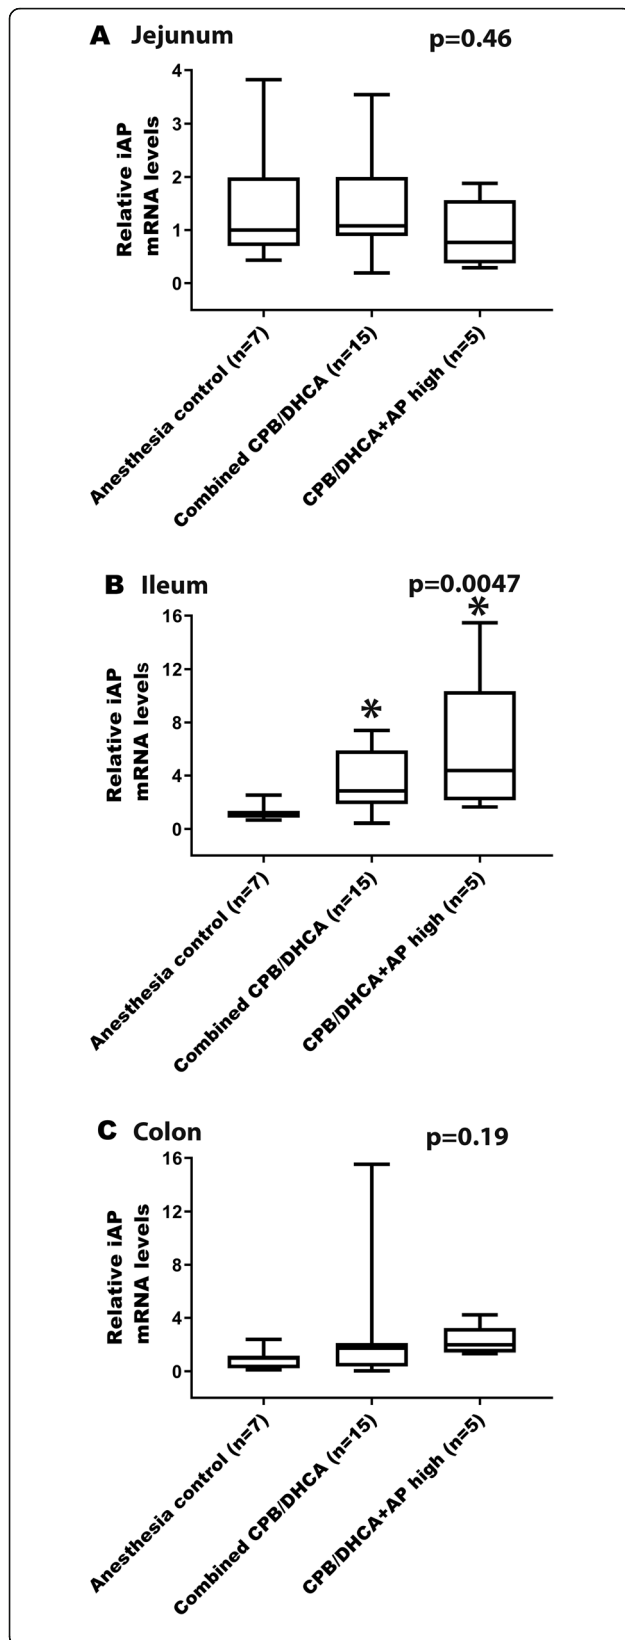 A Jejunum
p=0.46
Relative iAP
mRNA levels
4
3
2
1
0
Anesthesia control (n=7)
Combined CPB/DHCA (n=15)
CPB/DHCA+AP high (n=5)
B Ileum
p=0.0047
Relative iAP
mRNA levels
16
12
8
4
0
*
*
Anesthesia control (n=7)
Combined CPB/DHCA (n=15)
CPB/DHCA+AP high (n=5)
C Colon
p=0.19
Relative iAP
mRNA levels
16
12
8
4
0
Anesthesia control (n=7)
Combined CPB/DHCA (n=15)
CPB/DHCA+AP high (n=5)